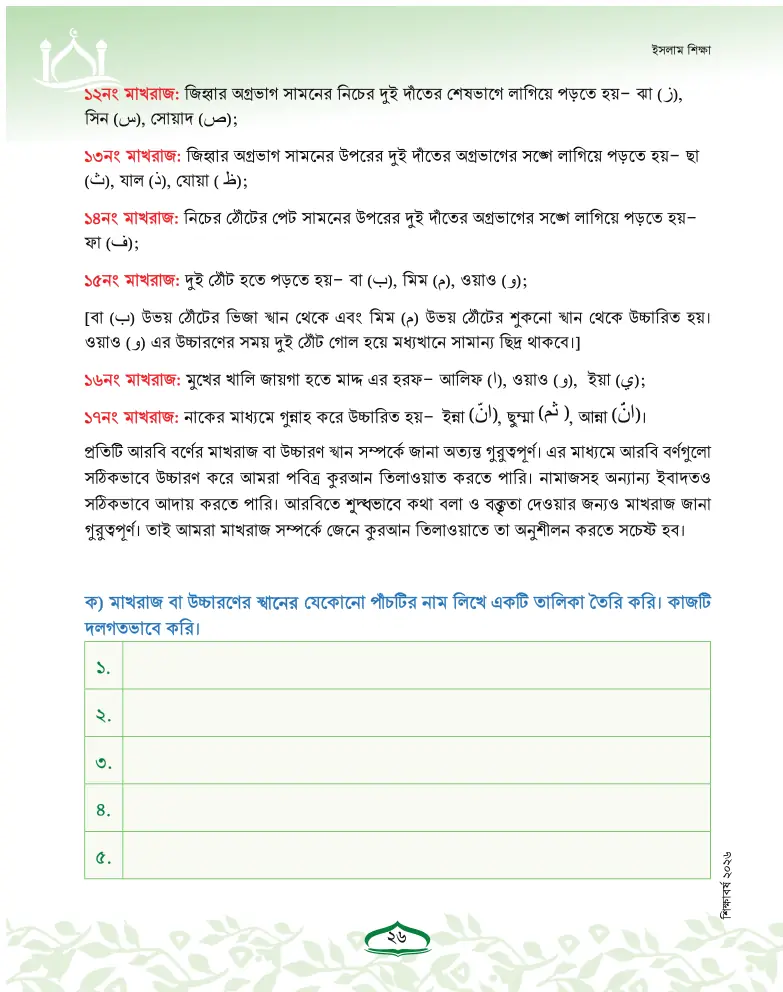 ইসলাম শিক্ষা
১২নং মাখরাজ: জিহ্বার অগ্রভাগ সামনের নিচের দুই দাঁতের শেষভাগে লাগিয়ে পড়তে হয়– ঝা (ز),
সিন (س), সোয়াদ (ص);
১৩নং মাখরাজ: জিহ্বার অগ্রভাগ সামনের উপরের দুই দাঁতের অগ্রভাগের সঙ্গে লাগিয়ে পড়তে হয়– ছা
(ث), যাল (ذ), যোয়া ( ظ);
১৪নং মাখরাজ: নিচের ঠোঁটের পেট সামনের উপরের দুই দাঁতের অগ্রভাগের সঙ্গে লাগিয়ে পড়তে হয়–
ফা (ف);
১৫নং মাখরাজ: দুই ঠোঁট হতে পড়তে হয়– বা (ب), মিম (م), ওয়াও (و);
[বা (ب) উভয় ঠোঁটের ভিজা স্থান থেকে এবং মিম (م) উভয় ঠোঁটের শুকনো স্থান থেকে উচ্চারিত হয়।
ওয়াও (و) এর উচ্চারণের সময় দুই ঠোঁট গোল হয়ে মধ্যখানে সামান্য ছিদ্র থাকবে।]
১৬নং মাখরাজ: মুখের খালি জায়গা হতে মাদ্দ এর হরফ– আলিফ (ا), ওয়াও (و), ইয়া (ي);
১৭নং মাখরাজ: নাকের মাধ্যমে গুন্নাহ করে উচ্চারিত হয়– ইন্না (انّ), ছুম্মা (ثم ), আন্না (انّ)।
প্রতিটি আরবি বর্ণের মাখরাজ বা উচ্চারণ স্থান সম্পর্কে জানা অত্যন্ত গুরুত্বপূর্ণ। এর মাধ্যমে আরবি বর্ণগুলো
সঠিকভাবে উচ্চারণ করে আমরা পবিত্র কুরআন তিলাওয়াত করতে পারি। নামাজসহ অন্যান্য ইবাদতও
সঠিকভাবে আদায় করতে পারি। আরবিতে শুদ্ধভাবে কথা বলা ও বক্তৃতা দেওয়ার জন্যও মাখরাজ জানা
গুরুত্বপূর্ণ। তাই আমরা মাখরাজ সম্পর্কে জেনে কুরআন তিলাওয়াতে তা অনুশীলন করতে সচেষ্ট হব।
ক) মাখরাজ বা উচ্চারণের স্থানের যেকোনো পাঁচটির নাম লিখে একটি তালিকা তৈরি করি। কাজটি
দলগতভাবে করি।
১.
২.
৩.
৪.
৫.
শিক্ষাবর্ষ ২০২৬
২৬